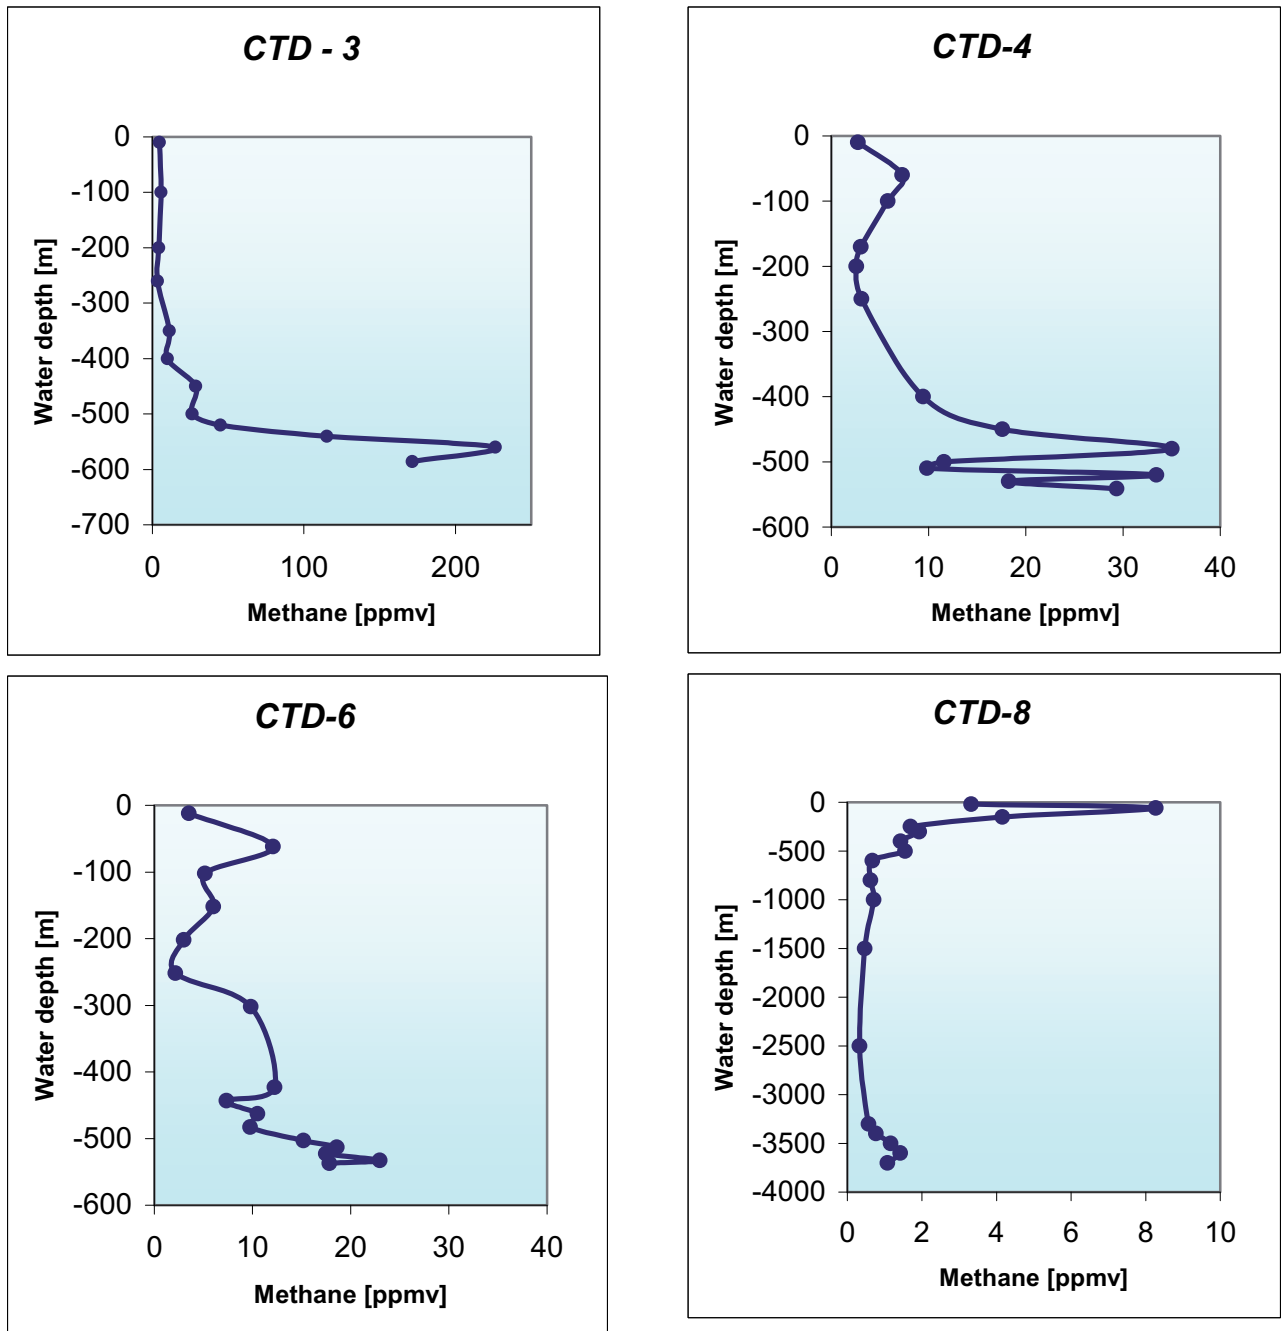 CTD - 3
0
-100
-200
-300
-400
-500
-600
-700
Water depth [m]
0 100 200
Methane [ppmv]
CTD-4
0
-100
-200
-300
-400
-500
-600
Water depth [m]
0 10 20 30 40
Methane [ppmv]
CTD-6
0
-100
-200
-300
-400
-500
-600
Water depth [m]
0 10 20 30 40
Methane [ppmv]
CTD-8
0
-500
-1000
-1500
-2000
-2500
-3000
-3500
-4000
Water depth [m]
0 2 4 6 8 10
Methane [ppmv]